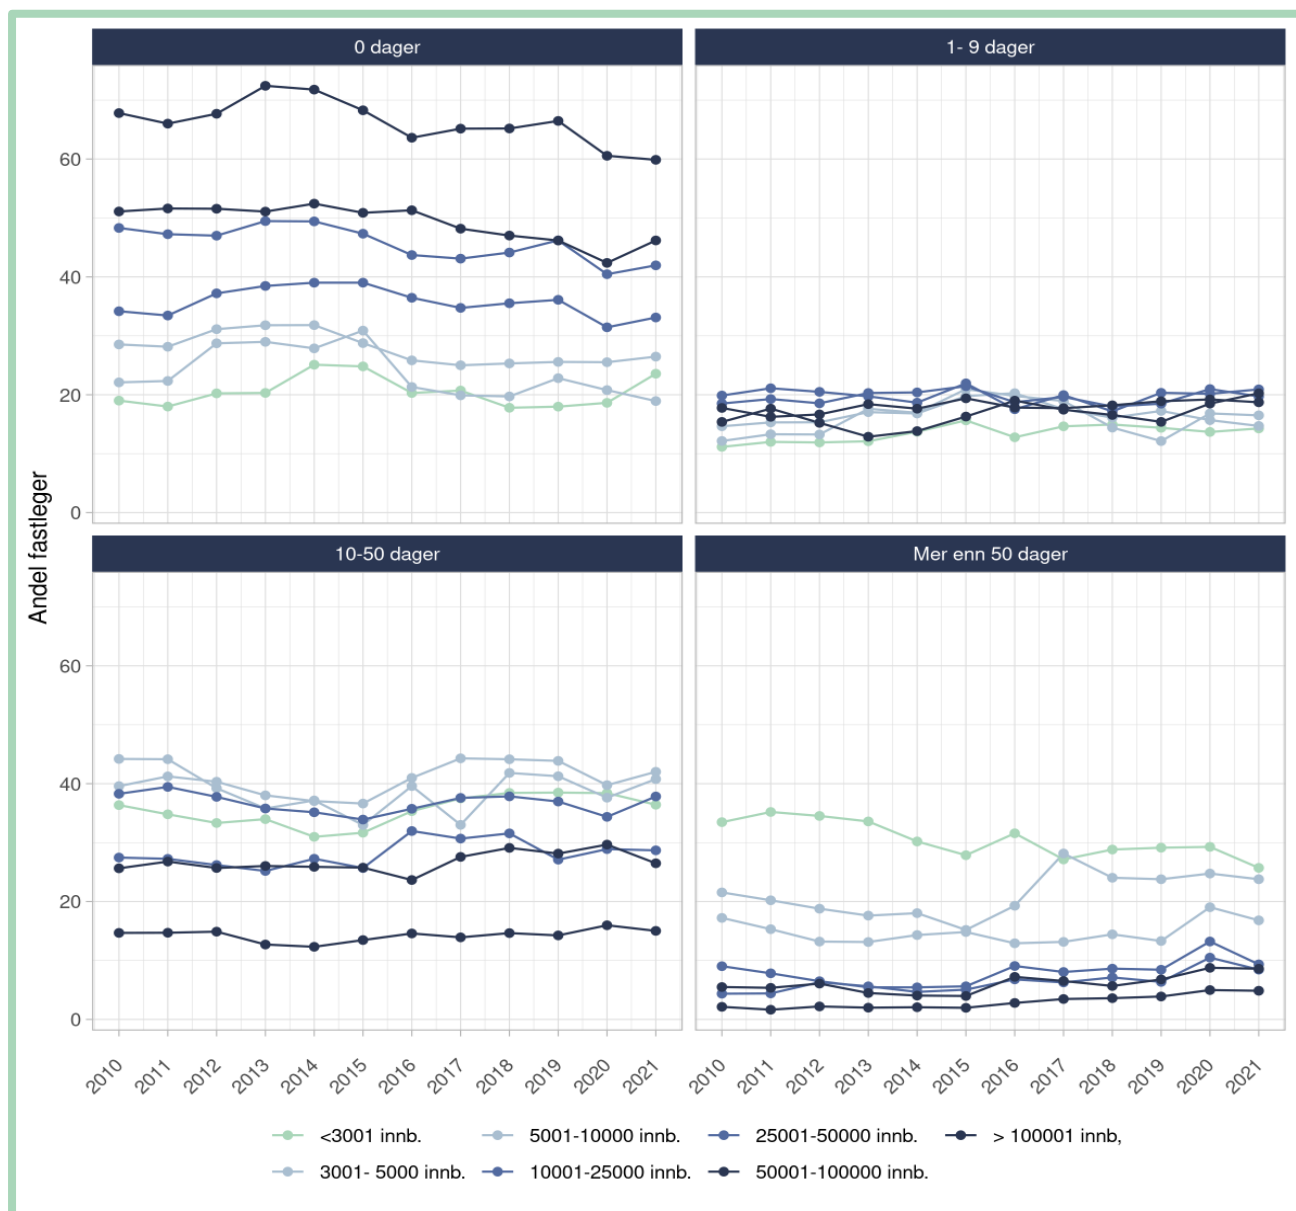 0 dager
1- 9 dager
60
40
20
0
Andel fastleger
10-50 dager
Mer enn 50 dager
60
40
20
0
2010 2011 2012 2013 2014 2015 2016 2017 2018 2019 2020 2021
2010 2011 2012 2013 2014 2015 2016 2017 2018 2019 2020 2021
<3001 innb. 5001-10000 innb. 25001-50000 innb. > 100001 innb,
3001- 5000 innb. 10001-25000 innb. 50001-100000 innb.